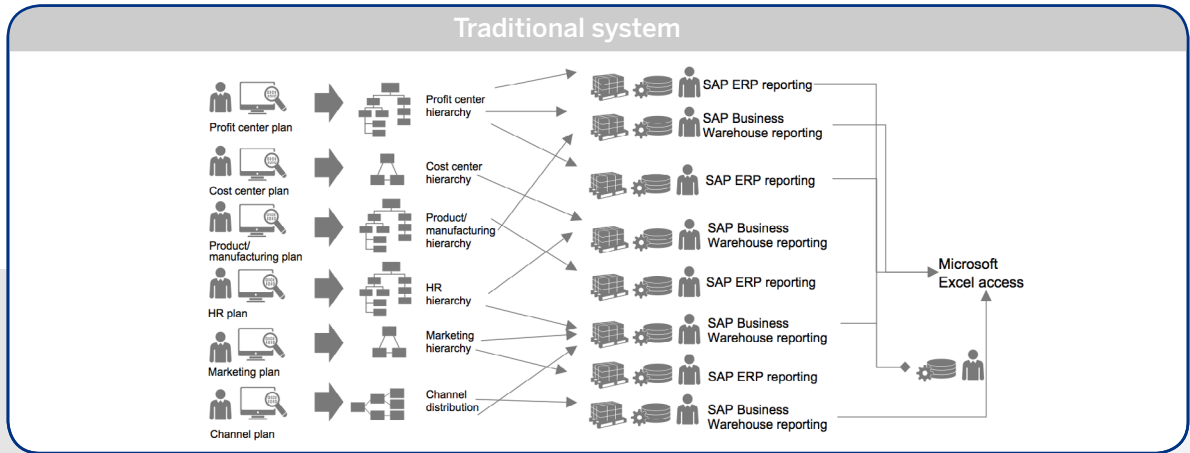 Traditional system
Profit center plan
Cost center plan
Product/
manufacturing plan
HR plan
Marketing plan
Channel plan
Profit center
hierarchy
Cost center
hierarchy
Product/
manufacturing
hierarchy
HR
hierarchy
Marketing
hierarchy
Channel
distribution
SAP ERP reporting
SAP Business
Warehouse reporting
SAP ERP reporting
SAP Business
Warehouse reporting
SAP ERP reporting
SAP Business
Warehouse reporting
SAP ERP reporting
SAP Business
Warehouse reporting
Microsoft
Excel access